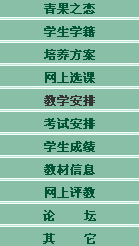 青果之态
学生学籍
培养方案
网上选课
教学安排
考试安排
学生成绩
教材信息
网上评教
论 坛
其 它